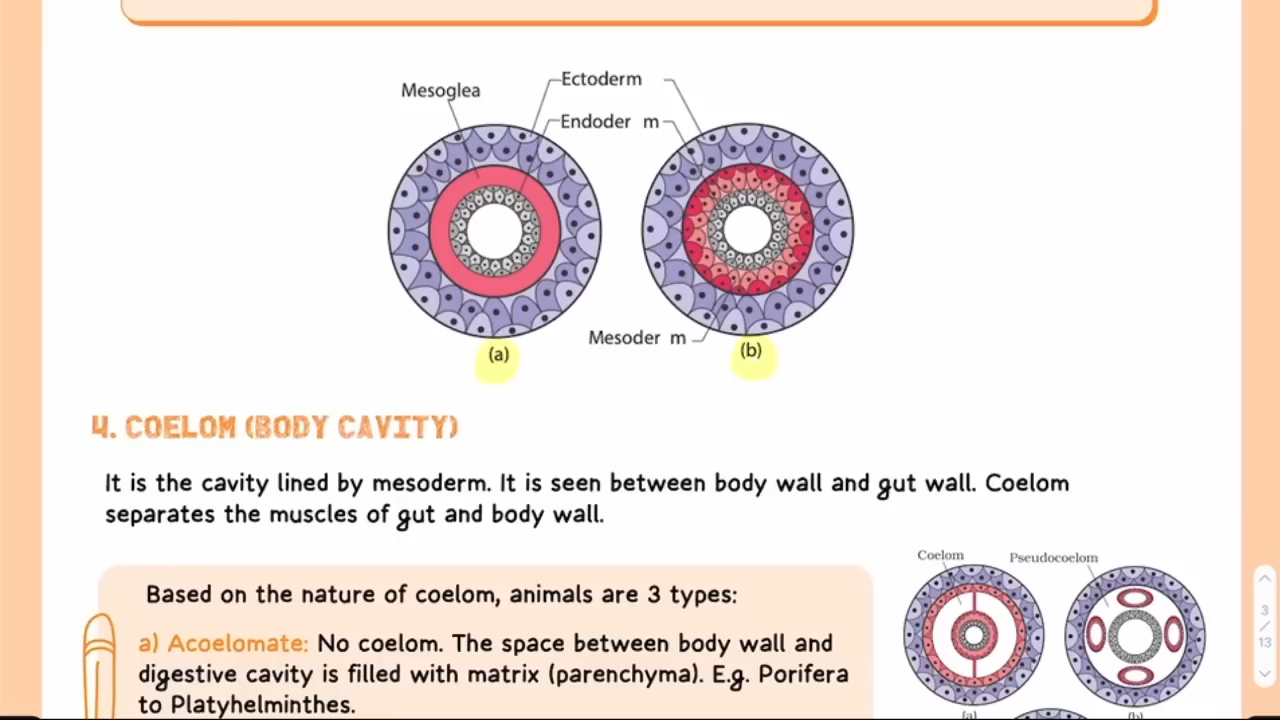 Mesoglea
Ectoderm
Endoder m
Mesoder m
(a)
(b)
4. COELOM (BODY CAVITY)
It is the cavity lined by mesoderm. It is seen between body wall and gut wall. Coelom
separates the muscles of gut and body wall.
Based on the nature of coelom, animals are 3 types:
a) Acoelomate: No coelom. The space between body wall and
digestive cavity is filled with matrix (parenchyma). E.g. Porifera
to Platyhelminthes.
Coelom
Pseudocoelom
(a)
(b)
3
/
13